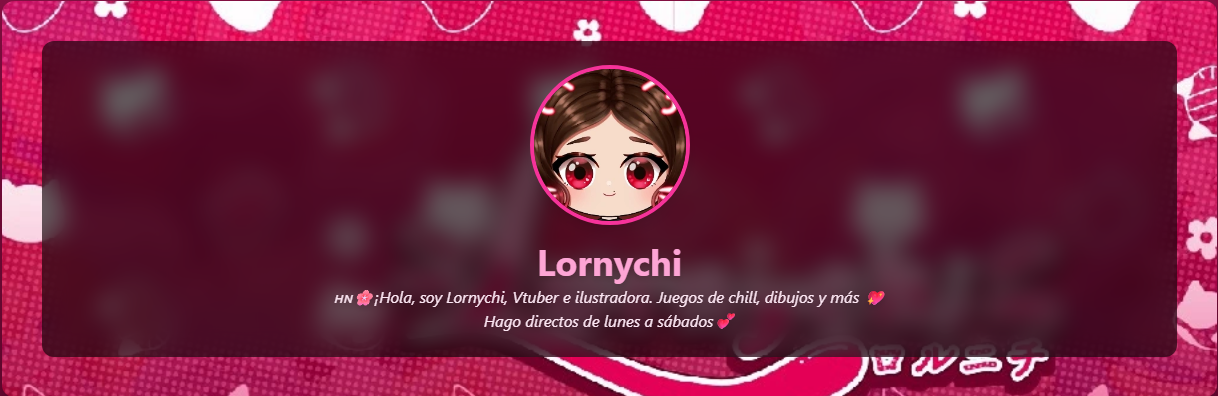 Lornychi
ʜɴ 🌸¡Hola, soy Lornychi, Vtuber e ilustradora. Juegos de chill, dibujos y más 💖
Hago directos de lunes a sábados💕
ロルニチ